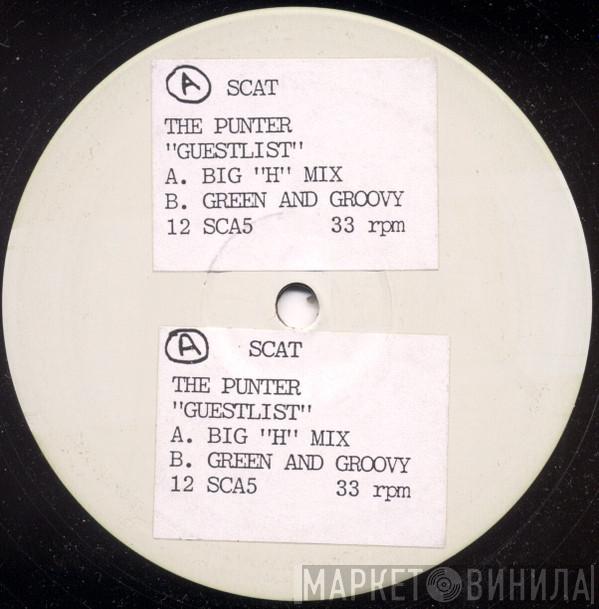 A SCAT
THE PUNTER
"GUESTLIST"
A. BIG "H" MIX
B. GREEN AND GROOVY
12 SCA5 33 rpm
A SCAT
THE PUNTER
"GUESTLIST"
A. BIG "H" MIX
B. GREEN AND GROOVY
12 SCA5 33 rpm
МАРКЕТ ВИНИЛА